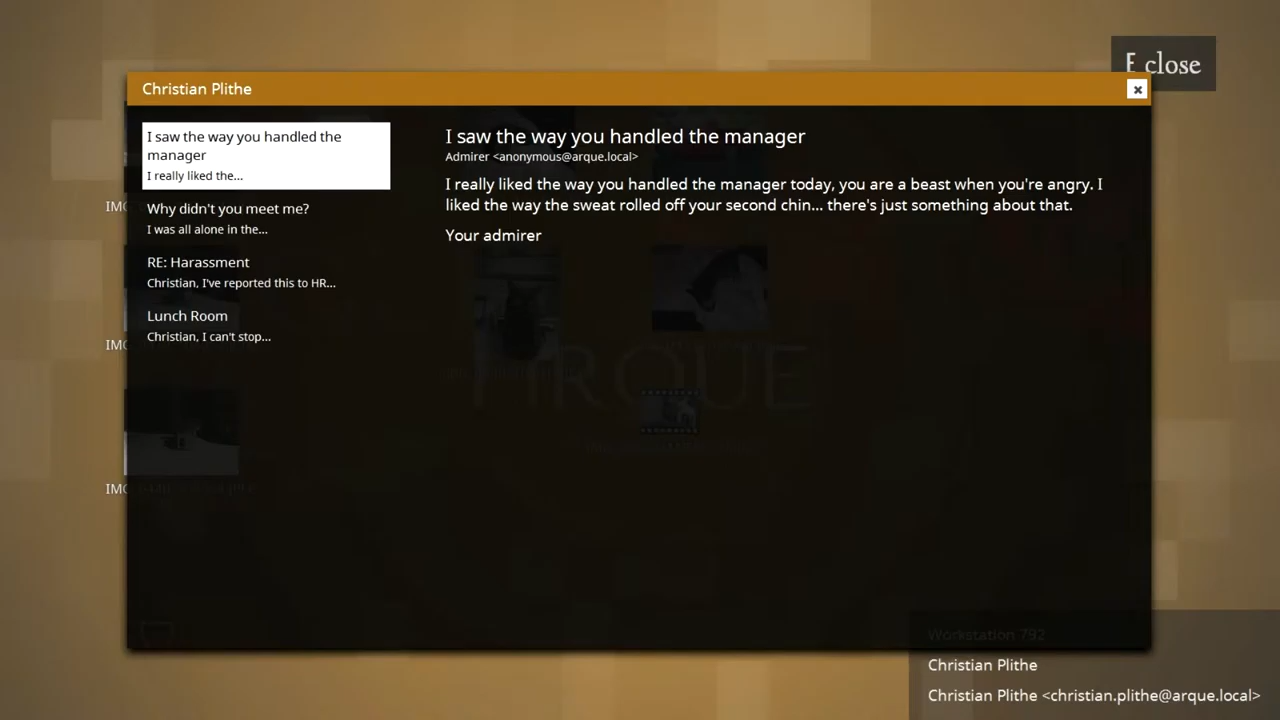 E close
Christian Plithe
I saw the way you handled the
manager
I really liked the...
Why didn't you meet me?
I was all alone in the...
RE: Harassment
Christian, I've reported this to HR...
Lunch Room
Christian, I can't stop...
I saw the way you handled the manager
Admirer <anonymous@arque.local>
I really liked the way you handled the manager today, you are a beast when you're angry. I
liked the way the sweat rolled off your second chin... there's just something about that.
Your admirer
ARQUE
IMG
IMG
IMG
Workstation 792
Christian Plithe
Christian Plithe <christian.plithe@arque.local>